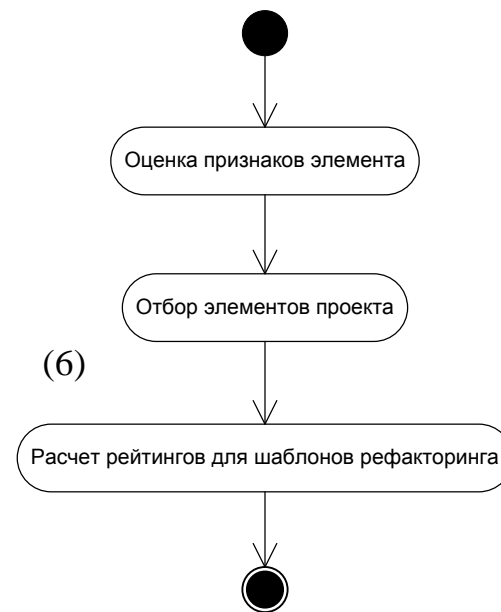 Оценка признаков элемента
Отбор элементов проекта
(б)
Расчет рейтингов для шаблонов рефакторинга